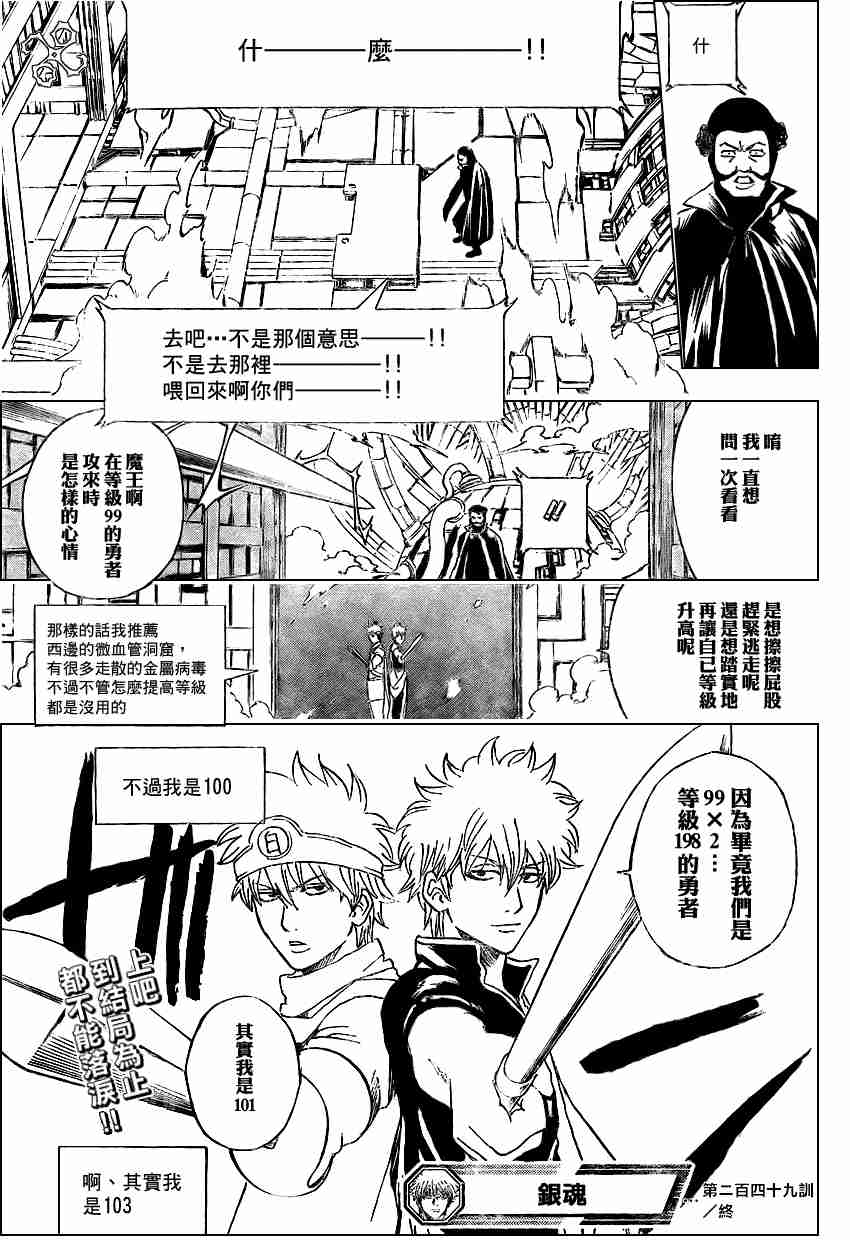 什
什——麼————!!
去吧⋯不是那個意思——!!
不是去那裡————!!
喂回來啊你們————!!
唷
我一直想
問一次看看
!!
魔王啊
在等級99的勇者
攻來時
是怎樣的心情
是想擦擦屁股
趕緊逃走呢
還是想踏實地
再讓自已等級
升高呢
那樣的話我推薦
西邊的微血管洞窟，
有很多走散的金屬病毒
不過不管怎麼提高等級
都是沒用的
因為畢竟我們是
99×2⋯
等級198的勇者
不過我是100
白
其實我是
101
上吧
到結局為止
都不能落淚!!
啊、其實我
是103
銀魂
⋯第二百四十九訓
／終